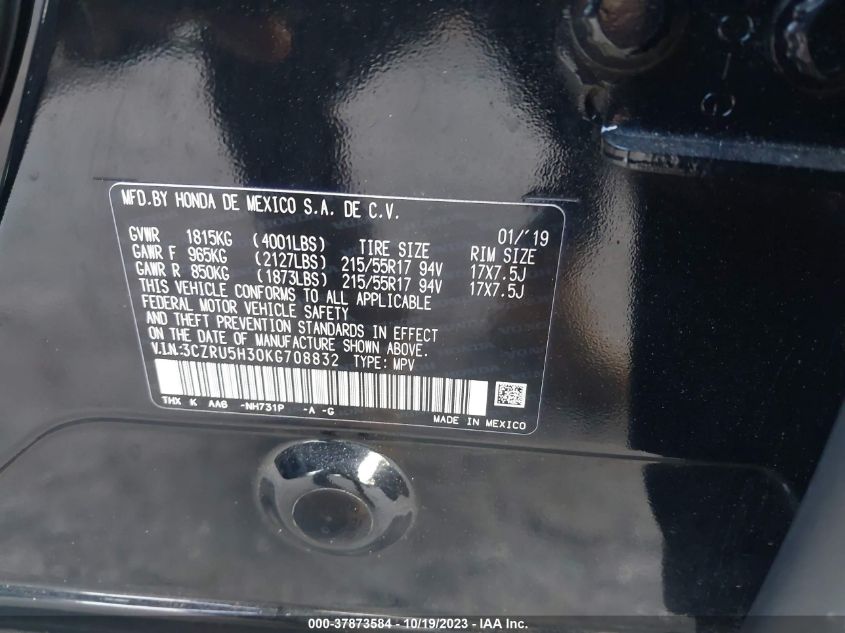 MFD.BY HONDA DE MEXICO S.A. DE C.V.
01/'19
GVWR 1815KG (4001LBS) TIRE SIZE RIM SIZE
GAWR F 965KG (2127LBS) 215/55R17 94V 17X7.5J
GAWR R 850KG (1873LBS) 215/55R17 94V 17X7.5J
THIS VEHICLE CONFORMS TO ALL APPLICABLE
FEDERAL MOTOR VEHICLE SAFETY
AND THEFT PREVENTION STANDARDS IN EFFECT
ON THE DATE OF MANUFACTURE SHOWN ABOVE.
V.I.N.:3CZRU5H30KG708832 TYPE: MPV
THX K AA6 -NH731P -A -G
MADE IN MEXICO
000-37873584 - 10/19/2023 - IAA Inc.